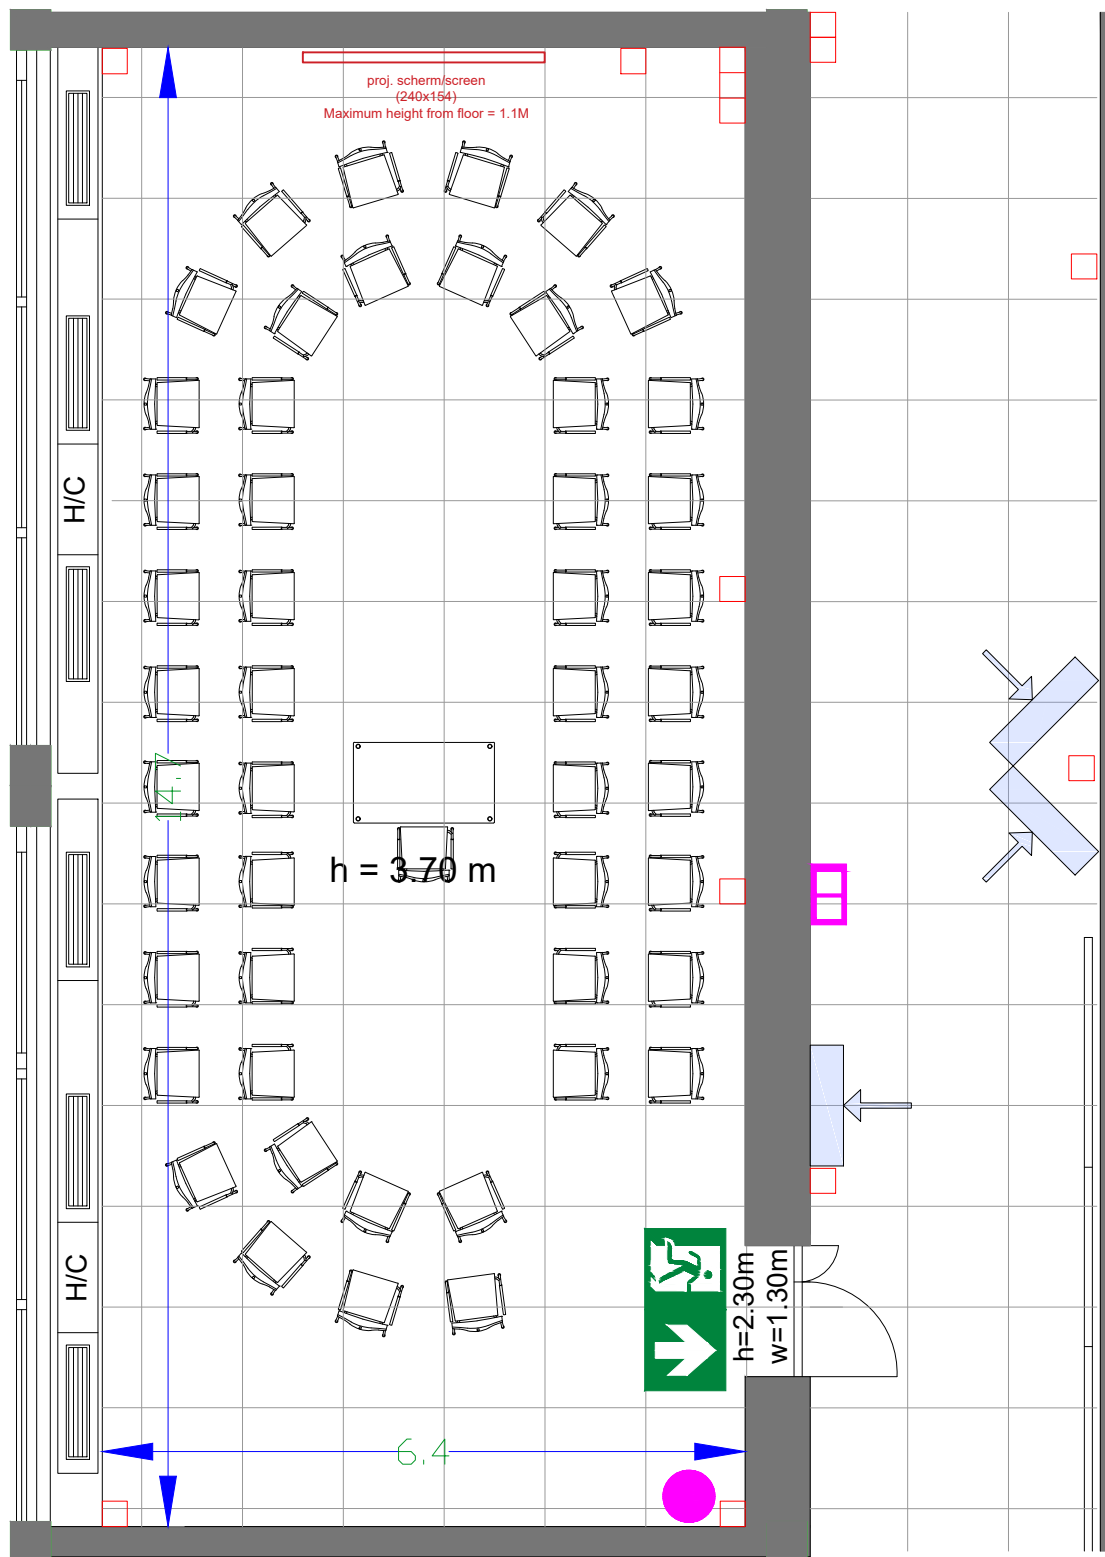 proj. scherm/screen
(240x154)
Maximum height from floor = 1.1M
H/C
14.7
h = 3.70 m
H/C
h=2.30m
w=1.30m
6,4